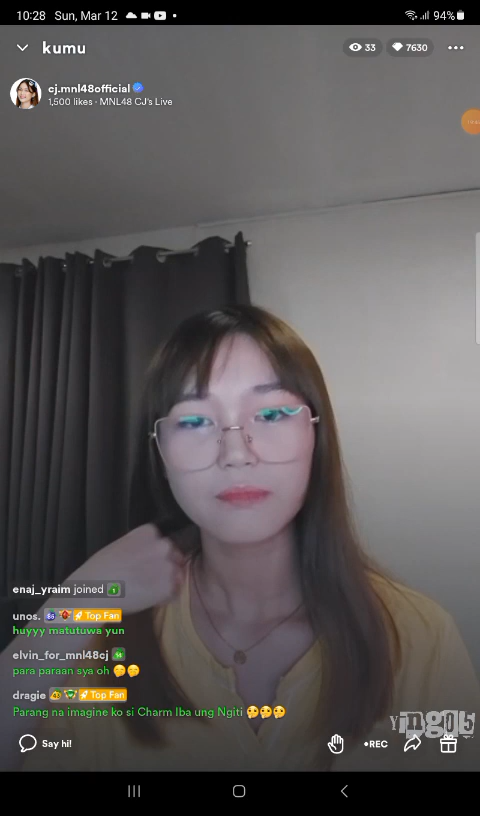 10:28 Sun, Mar 12 94%
kumu 33 7630
cj.mnl48official
1,500 likes · MNL48 CJ's Live
enaj_yraim joined
unos. Top Fan
huyyy matutuwa yun
elvin_for_mnl48cj
para paraan sya oh 🤭🤭
dragie Top Fan
Parang na imagine ko si Charm Iba ung Ngiti 🤔🤔🤔
Yingo15
Say hi! •REC